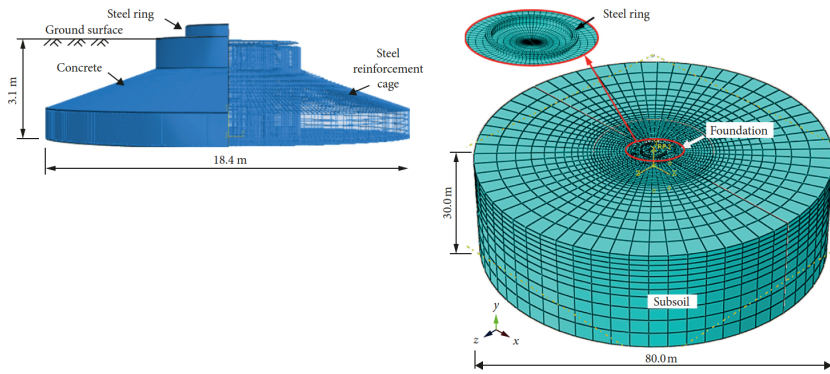 Steel ring
Ground surface
Concrete
Steel
reinforcement
cage
3.1 m
18.4 m
Steel ring
Foundation
30.0 m
Subsoil
y
z
x
80.0 m